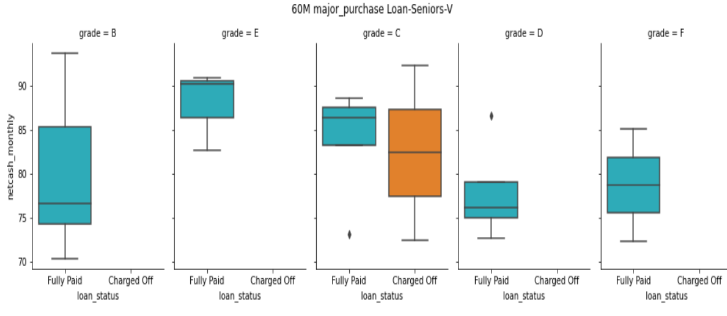 60M major_purchase Loan-Seniors-V
grade = B
grade = E
grade = C
grade = D
grade = F
netcash_monthly
90
85
80
75
70
Fully Paid Charged Off
loan_status
Fully Paid Charged Off
loan_status
Fully Paid Charged Off
loan_status
Fully Paid Charged Off
loan_status
Fully Paid Charged Off
loan_status